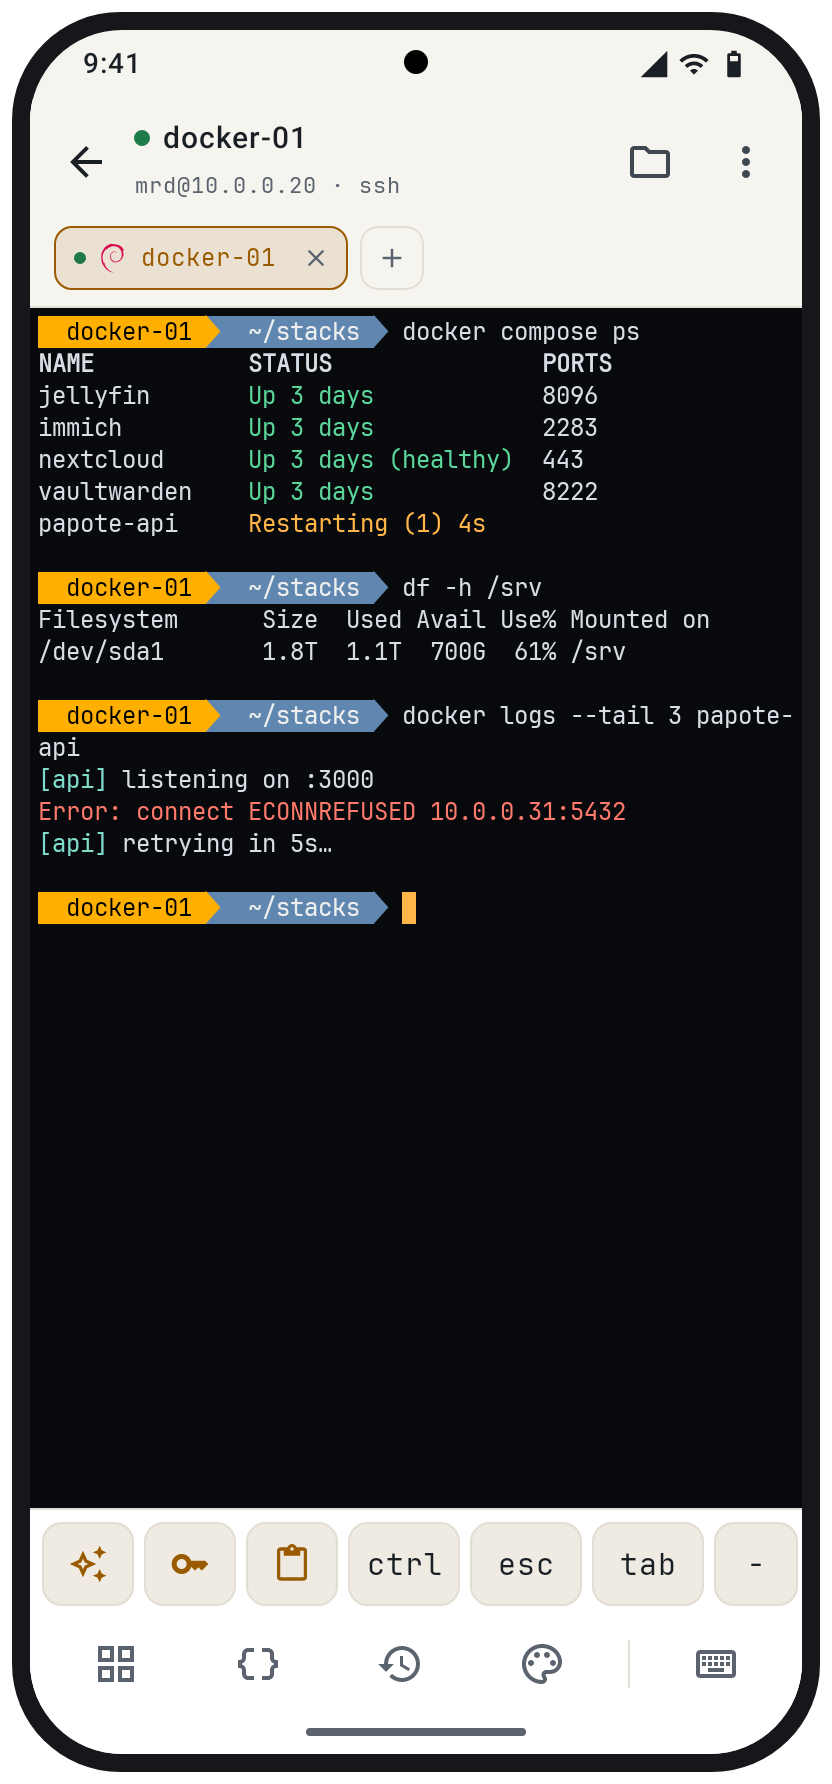 9:41
docker-01
mrd@10.0.0.20 · ssh
docker-01
docker-01 ~/stacks docker compose ps
NAME STATUS PORTS
jellyfin Up 3 days 8096
immich Up 3 days 2283
nextcloud Up 3 days (healthy) 443
vaultwarden Up 3 days 8222
papote-api Restarting (1) 4s
docker-01 ~/stacks df -h /srv
Filesystem Size Used Avail Use% Mounted on
/dev/sda1 1.8T 1.1T 700G 61% /srv
docker-01 ~/stacks docker logs --tail 3 papote-
api
[api] listening on :3000
Error: connect ECONNREFUSED 10.0.0.31:5432
[api] retrying in 5s…
docker-01 ~/stacks
ctrl esc tab -